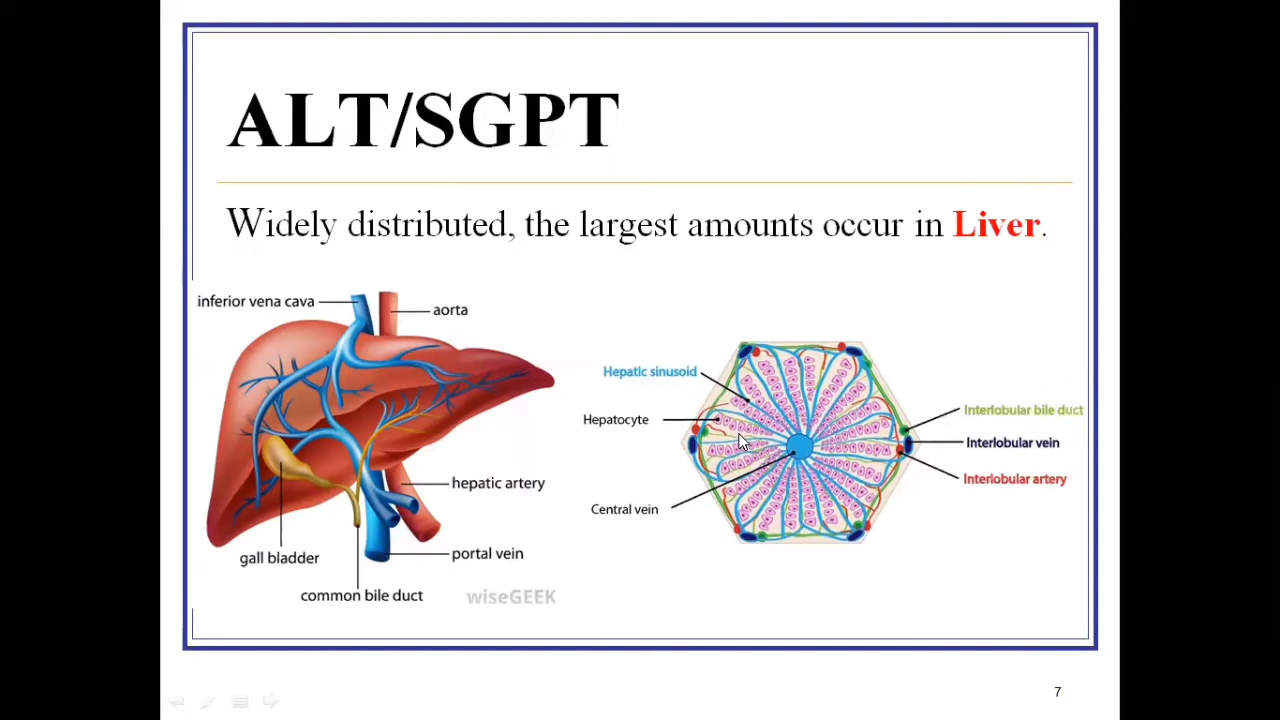 ALT/SGPT
Widely distributed, the largest amounts occur in Liver.
inferior vena cava
aorta
hepatic artery
gall bladder
portal vein
common bile duct
wiseGEEK
Hepatic sinusoid
Hepatocyte
Central vein
Interlobular bile duct
Interlobular vein
Interlobular artery
7